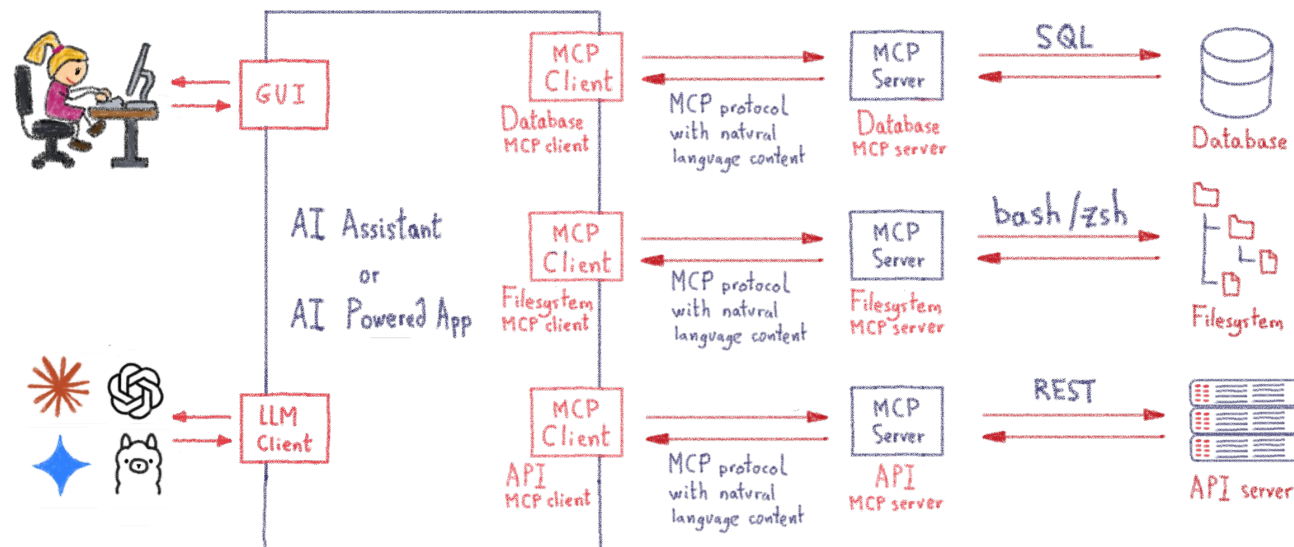 GUI
AI Assistant
or
AI Powered App
LLM
Client
MCP
Client
Database
MCP client
MCP protocol
with natural
language content
MCP
Server
Database
MCP server
SQL
Database
MCP
Client
Filesystem
MCP client
MCP protocol
with natural
language content
MCP
Server
Filesystem
MCP server
bash/zsh
Filesystem
MCP
Client
API
MCP client
MCP protocol
with natural
language content
MCP
Server
API
MCP server
REST
API server